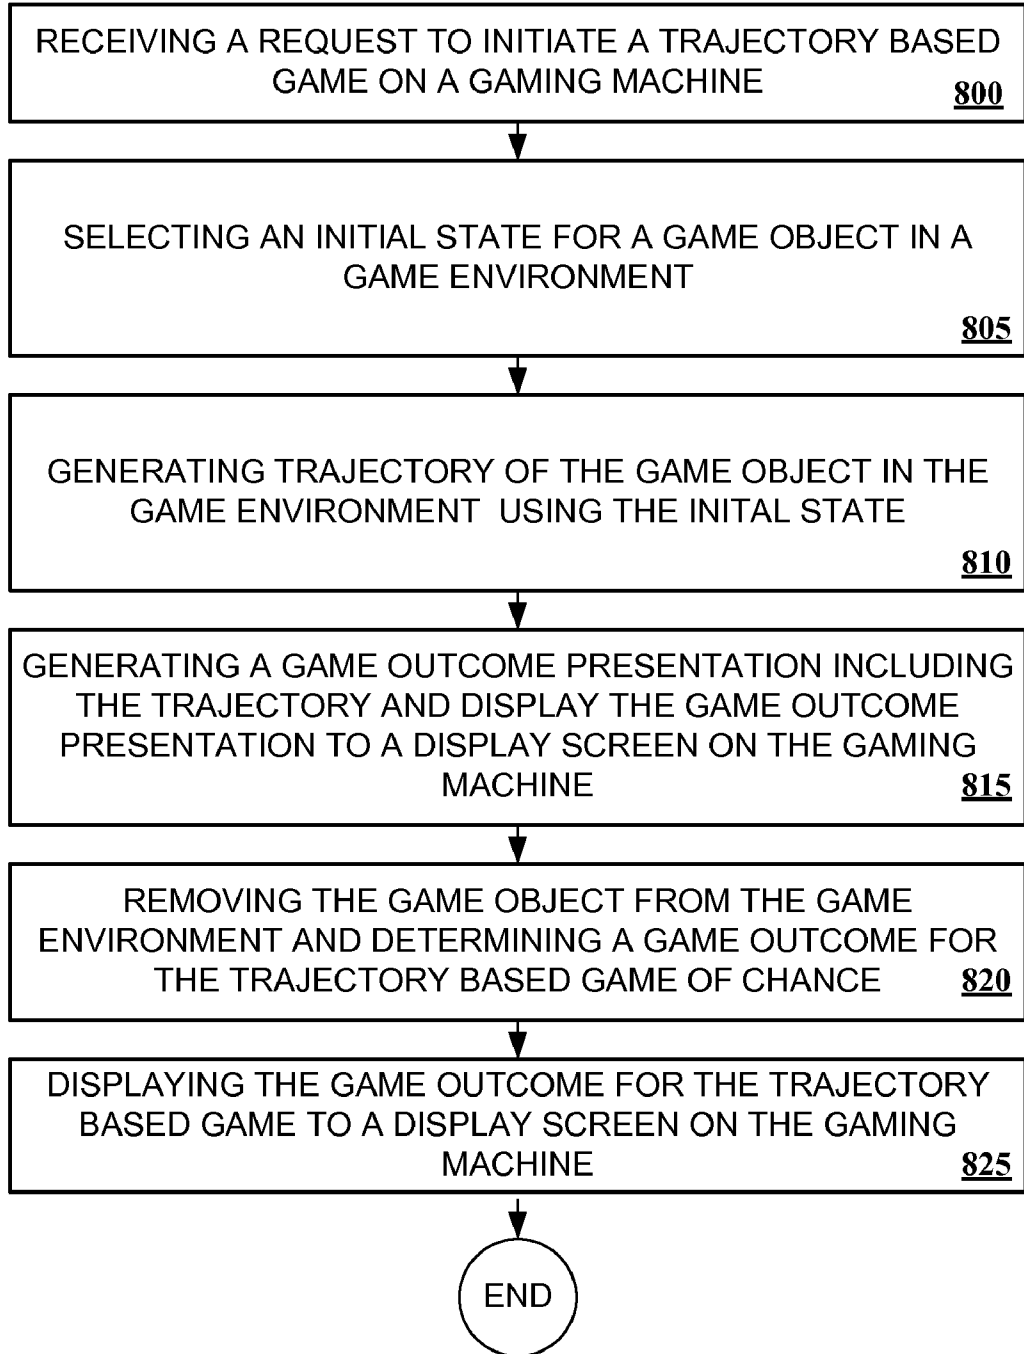 RECEIVING A REQUEST TO INITIATE A TRAJECTORY BASED
GAME ON A GAMING MACHINE
800
SELECTING AN INITIAL STATE FOR A GAME OBJECT IN A
GAME ENVIRONMENT
805
GENERATING TRAJECTORY OF THE GAME OBJECT IN THE
GAME ENVIRONMENT USING THE INITAL STATE
810
GENERATING A GAME OUTCOME PRESENTATION INCLUDING
THE TRAJECTORY AND DISPLAY THE GAME OUTCOME
PRESENTATION TO A DISPLAY SCREEN ON THE GAMING
MACHINE 815
REMOVING THE GAME OBJECT FROM THE GAME
ENVIRONMENT AND DETERMINING A GAME OUTCOME FOR
THE TRAJECTORY BASED GAME OF CHANCE 820
DISPLAYING THE GAME OUTCOME FOR THE TRAJECTORY
BASED GAME TO A DISPLAY SCREEN ON THE GAMING
MACHINE 825
END